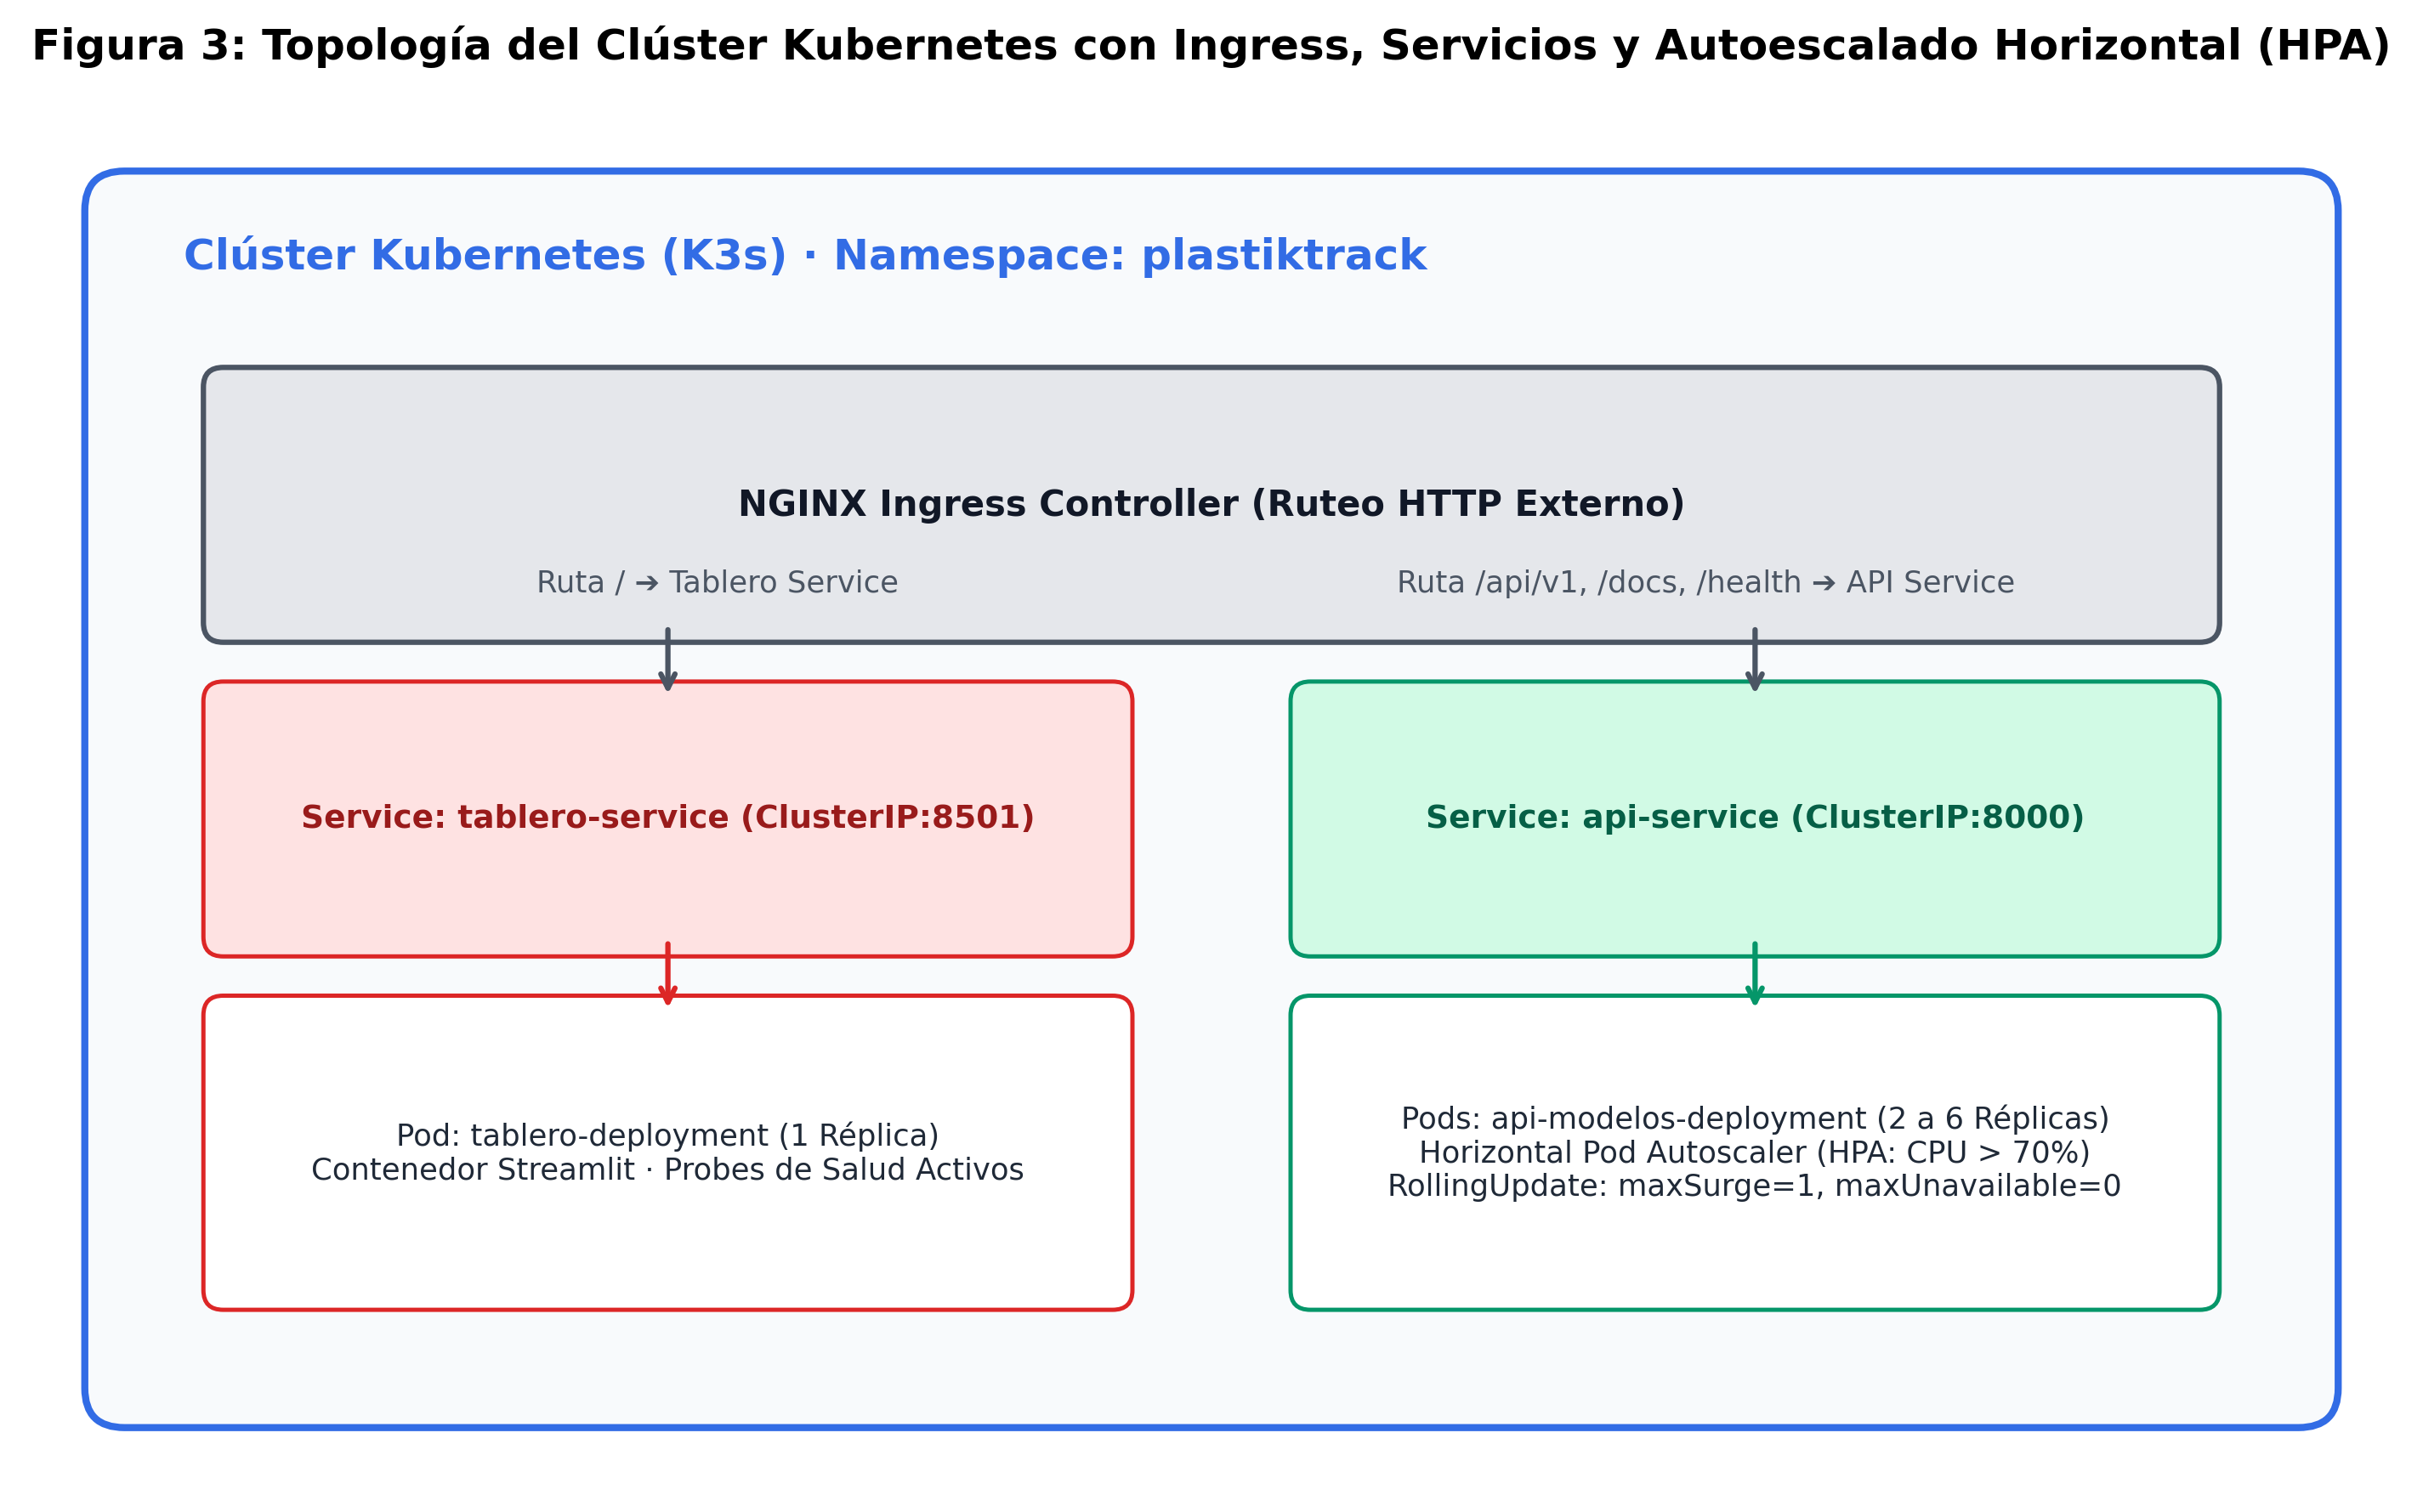 Figura 3: Topología del Clúster Kubernetes con Ingress, Servicios y Autoescalado Horizontal (HPA)
Clúster Kubernetes (K3s) · Namespace: plastiktrack
NGINX Ingress Controller (Ruteo HTTP Externo)
Ruta / ➔ Tablero Service
Ruta /api/v1, /docs, /health ➔ API Service
Service: tablero-service (ClusterIP:8501)
Service: api-service (ClusterIP:8000)
Pod: tablero-deployment (1 Réplica)
Contenedor Streamlit · Probes de Salud Activos
Pods: api-modelos-deployment (2 a 6 Réplicas)
Horizontal Pod Autoscaler (HPA: CPU > 70%)
RollingUpdate: maxSurge=1, maxUnavailable=0